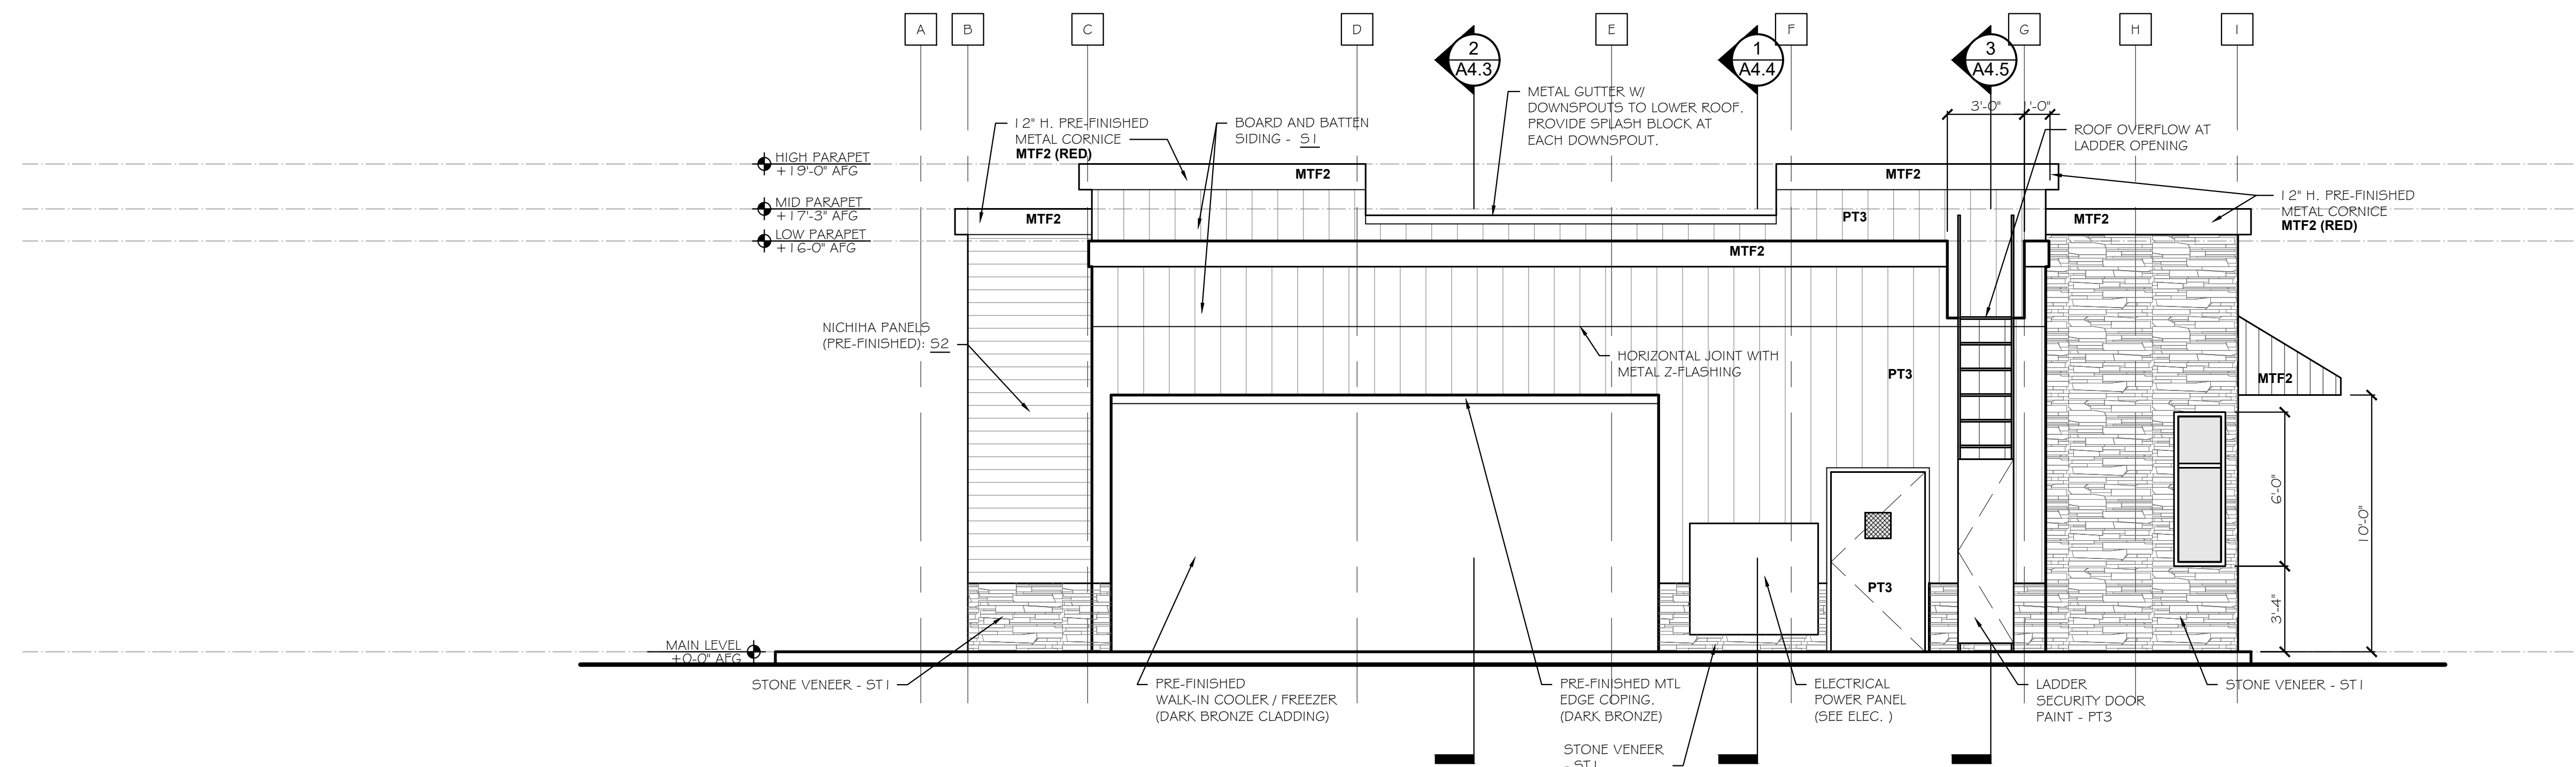 A
B
C
D
E
F
G
H
I
2
A4.3
1
A4.4
3
A4.5
METAL GUTTER W/
DOWNSPOUTS TO LOWER ROOF.
PROVIDE SPLASH BLOCK AT
EACH DOWNSPOUT.
3'-0"
1'-0"
12" H. PRE-FINISHED
METAL CORNICE
MTF2 (RED)
BOARD AND BATTEN
SIDING - S1
ROOF OVERFLOW AT
LADDER OPENING
HIGH PARAPET
+19'-0" AFG
MTF2
MTF2
12" H. PRE-FINISHED
METAL CORNICE
MTF2 (RED)
MID PARAPET
+17'-3" AFG
MTF2
PT3
MTF2
LOW PARAPET
+16-0" AFG
MTF2
NICHIHA PANELS
(PRE-FINISHED): S2
HORIZONTAL JOINT WITH
METAL Z-FLASHING
PT3
MTF2
6'-0"
10'-0"
3'-4"
PT3
MAIN LEVEL
+0-0" AFG
STONE VENEER - ST1
PRE-FINISHED
WALK-IN COOLER / FREEZER
(DARK BRONZE CLADDING)
PRE-FINISHED MTL
EDGE COPING.
(DARK BRONZE)
ELECTRICAL
POWER PANEL
(SEE ELEC. )
LADDER
SECURITY DOOR
PAINT - PT3
STONE VENEER - ST1
STONE VENEER
- ST1